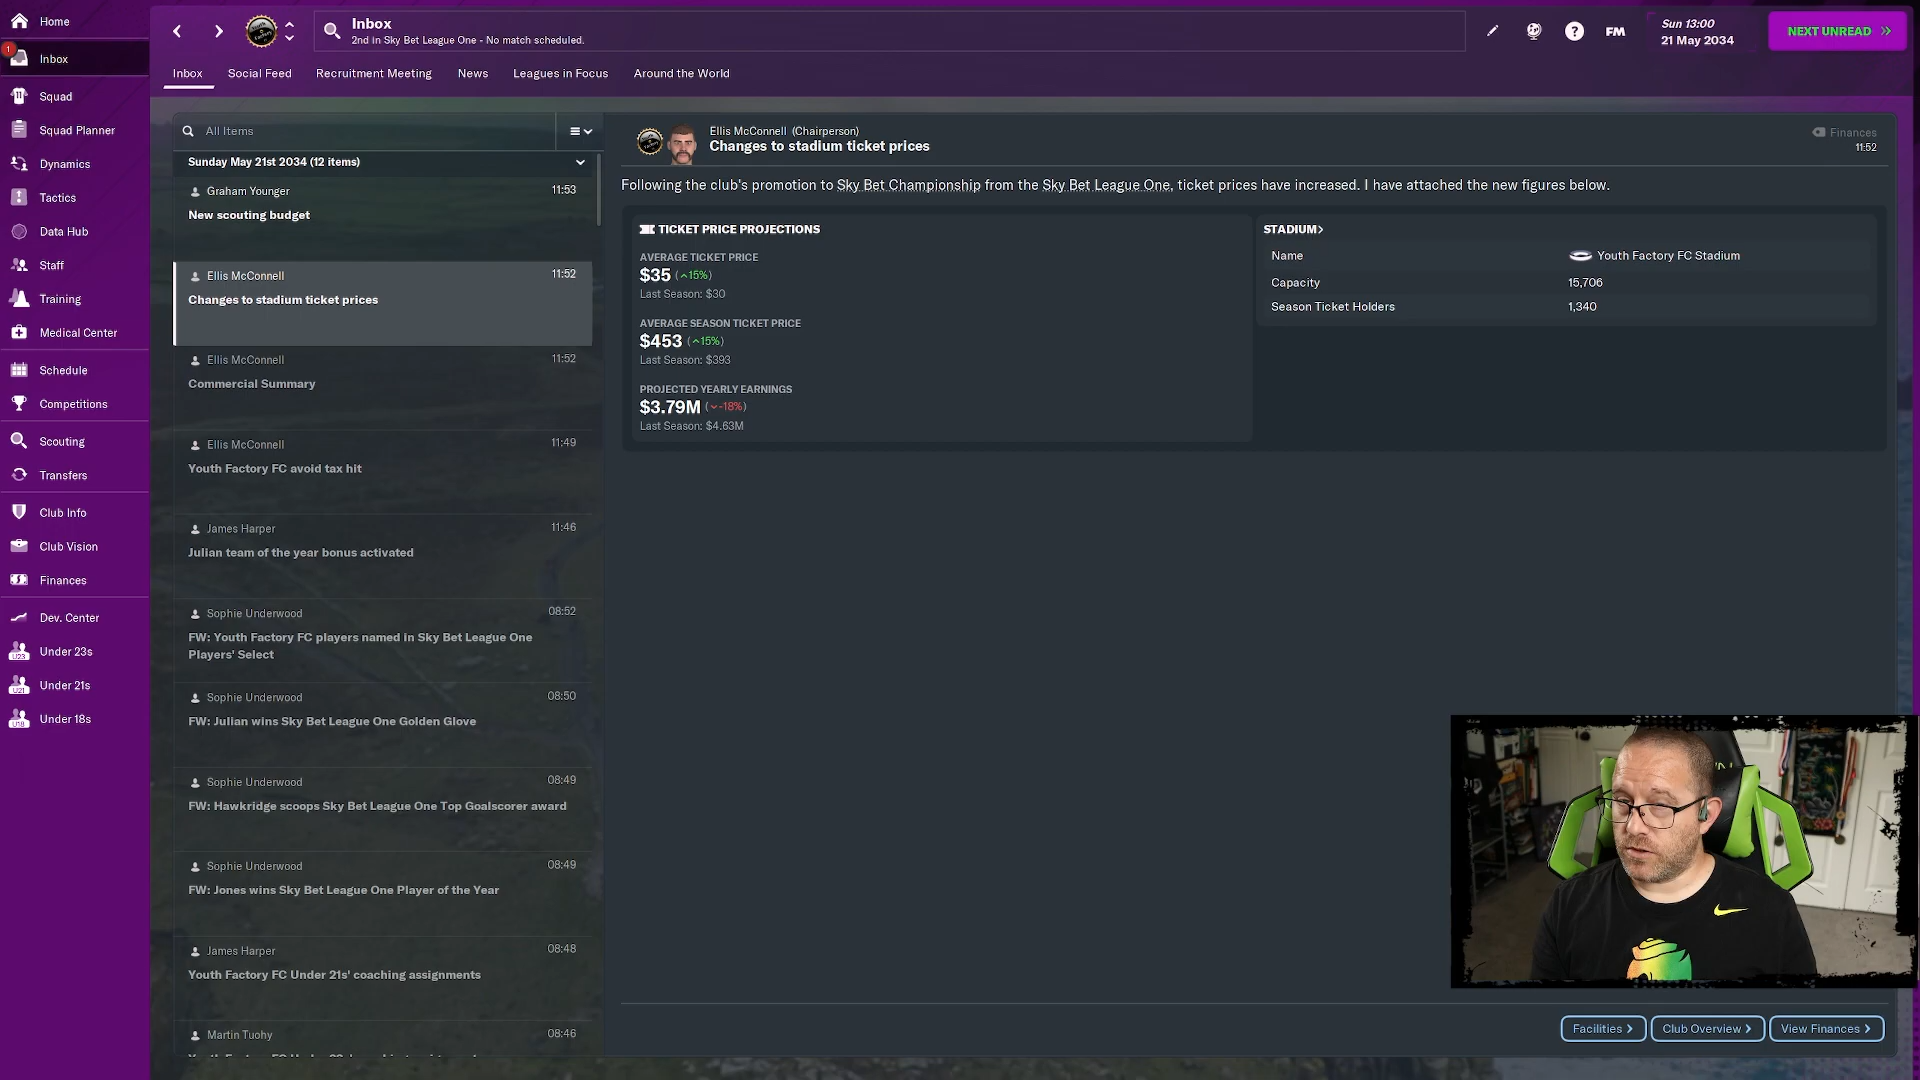 Home
1
Inbox
Squad
Squad Planner
Dynamics
Tactics
Data Hub
Staff
Training
Medical Center
Schedule
Competitions
Scouting
Transfers
Club Info
Club Vision
Finances
Dev. Center
U23
Under 23s
U21
Under 21s
U18
Under 18s
Inbox
2nd in Sky Bet League One - No match scheduled.
FM
Sun 13:00
21 May 2034
NEXT UNREAD
Inbox
Social Feed
Recruitment Meeting
News
Leagues in Focus
Around the World
All Items
Sunday May 21st 2034 (12 items)
Graham Younger
11:53
New scouting budget
Ellis McConnell
11:52
Changes to stadium ticket prices
Ellis McConnell
11:52
Commercial Summary
Ellis McConnell
11:49
Youth Factory FC avoid tax hit
James Harper
11:46
Julian team of the year bonus activated
Sophie Underwood
08:52
FW: Youth Factory FC players named in Sky Bet League One
Players' Select
Sophie Underwood
08:50
FW: Julian wins Sky Bet League One Golden Glove
Sophie Underwood
08:49
FW: Hawkridge scoops Sky Bet League One Top Goalscorer award
Sophie Underwood
08:49
FW: Jones wins Sky Bet League One Player of the Year
James Harper
08:48
Youth Factory FC Under 21s' coaching assignments
Martin Tuohy
08:46
Ellis McConnell (Chairperson)
Changes to stadium ticket prices
Finances
11:52
Following the club's promotion to Sky Bet Championship from the Sky Bet League One, ticket prices have increased. I have attached the new figures below.
TICKET PRICE PROJECTIONS
AVERAGE TICKET PRICE
$35 (15%)
Last Season: $30
AVERAGE SEASON TICKET PRICE
$453 (15%)
Last Season: $393
PROJECTED YEARLY EARNINGS
$3.79M (-18%)
Last Season: $4.63M
STADIUM>
Name
Youth Factory FC Stadium
Capacity
15,706
Season Ticket Holders
1,340
Facilities >
Club Overview >
View Finances >